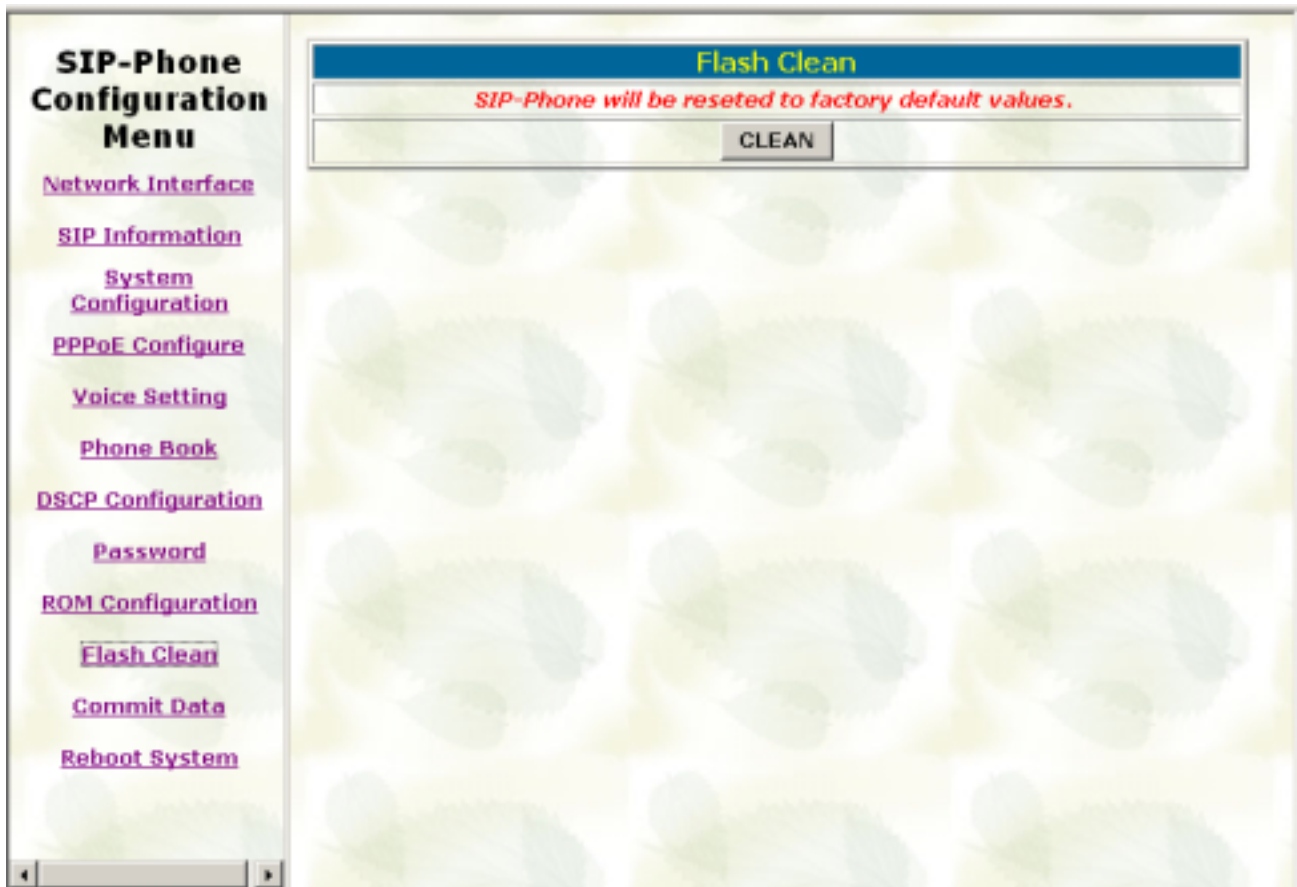 SIP-Phone
Configuration
Menu
Network Interface
SIP Information
System
Configuration
PPPoE Configure
Voice Setting
Phone Book
DSCP Configuration
Password
ROM Configuration
Flash Clean
Commit Data
Reboot System
Flash Clean
SIP-Phone will be reseted to factory default values.
CLEAN